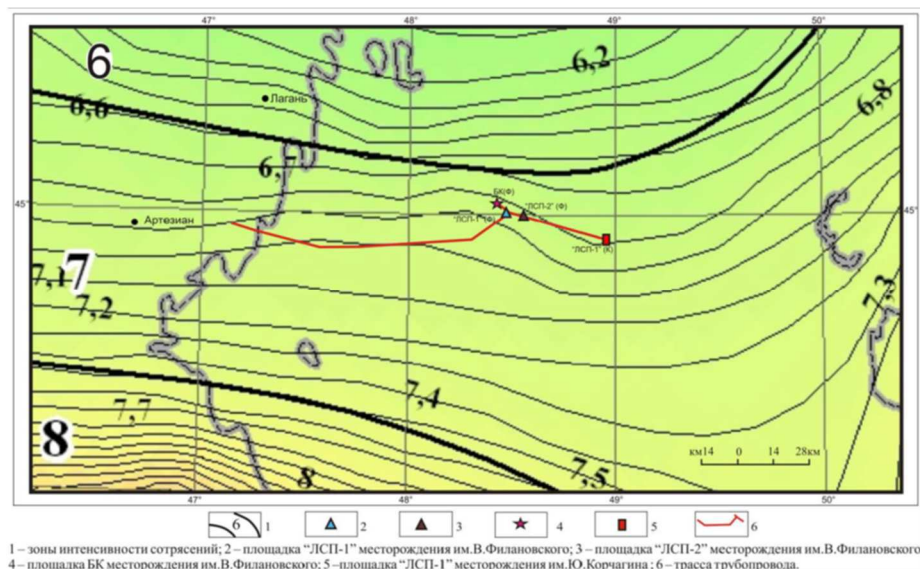 47° 48° 49° 50°
6
6,2
6,6
6,8
Лагань
6,7
БК(Ф)
45°
45°
Артезиан
"ЛСП-1" (Ф)
"ЛСП-2" (Ф)
"ЛСП-1" (К)
7,1
7
7,2
7,3
7,4
7,7
8
8
7,5
км14 0 14 28км
47° 48° 49° 50°
6 1 2 3 4 5 6
1 – зоны интенсивности сотрясений; 2 – площадка “ЛСП-1” месторождения им.В.Филановского; 3 – площадка “ЛСП-2” месторождения им.В.Филановского
4 – площадка БК месторождения им.В.Филановского; 5 –площадка “ЛСП-1” месторождения им.Ю.Корчагина ; 6 – трасса трубопровода.